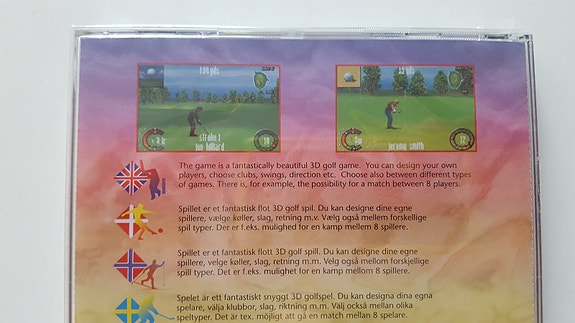 stroke 1
tom billiard
jeremy smith
The game is a fantastically beautiful 3D golf game. You can design your own
players, choose clubs, swings, direction etc. Choose also between different types
of games. There is, for example, the possibility for a match between 8 players.
Spillet er et fantastisk flot 3D golf spil. Du kan designe dine egne
spillere, vælge køller, slag, retning m.v. Vælg også mellem forskellige
spil typer. Det er f.eks. mulighed for en kamp mellem 8 spillere.
Spillet er et fantastisk flott 3D golf spill. Du kan designe dine egne
spillere, velge køller, slag, retning m.m. Velg også mellem forskjellige
spill typer. Det er f.eks. mulighet for en kamp mellom 8 spillere.
Spelet är ett fantastiskt snyggt 3D golfspel. Du kan designa dina egna
spelare, välja klubbor, slag, riktning m.m. Välj också mellan olika
speltyper. Det är t.ex. möjligt att gå en match mellan 8 spelare.